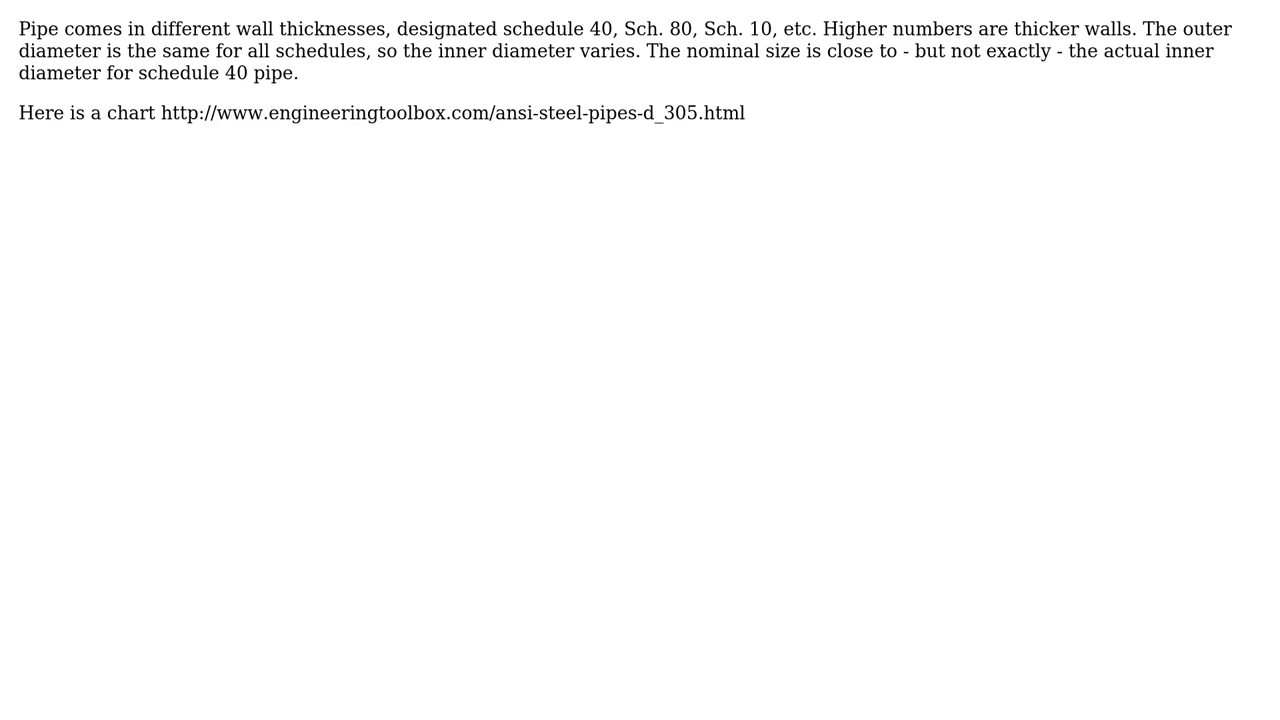 Pipe comes in different wall thicknesses, designated schedule 40, Sch. 80, Sch. 10, etc. Higher numbers are thicker walls. The outer
diameter is the same for all schedules, so the inner diameter varies. The nominal size is close to - but not exactly - the actual inner
diameter for schedule 40 pipe.
Here is a chart http://www.engineeringtoolbox.com/ansi-steel-pipes-d_305.html